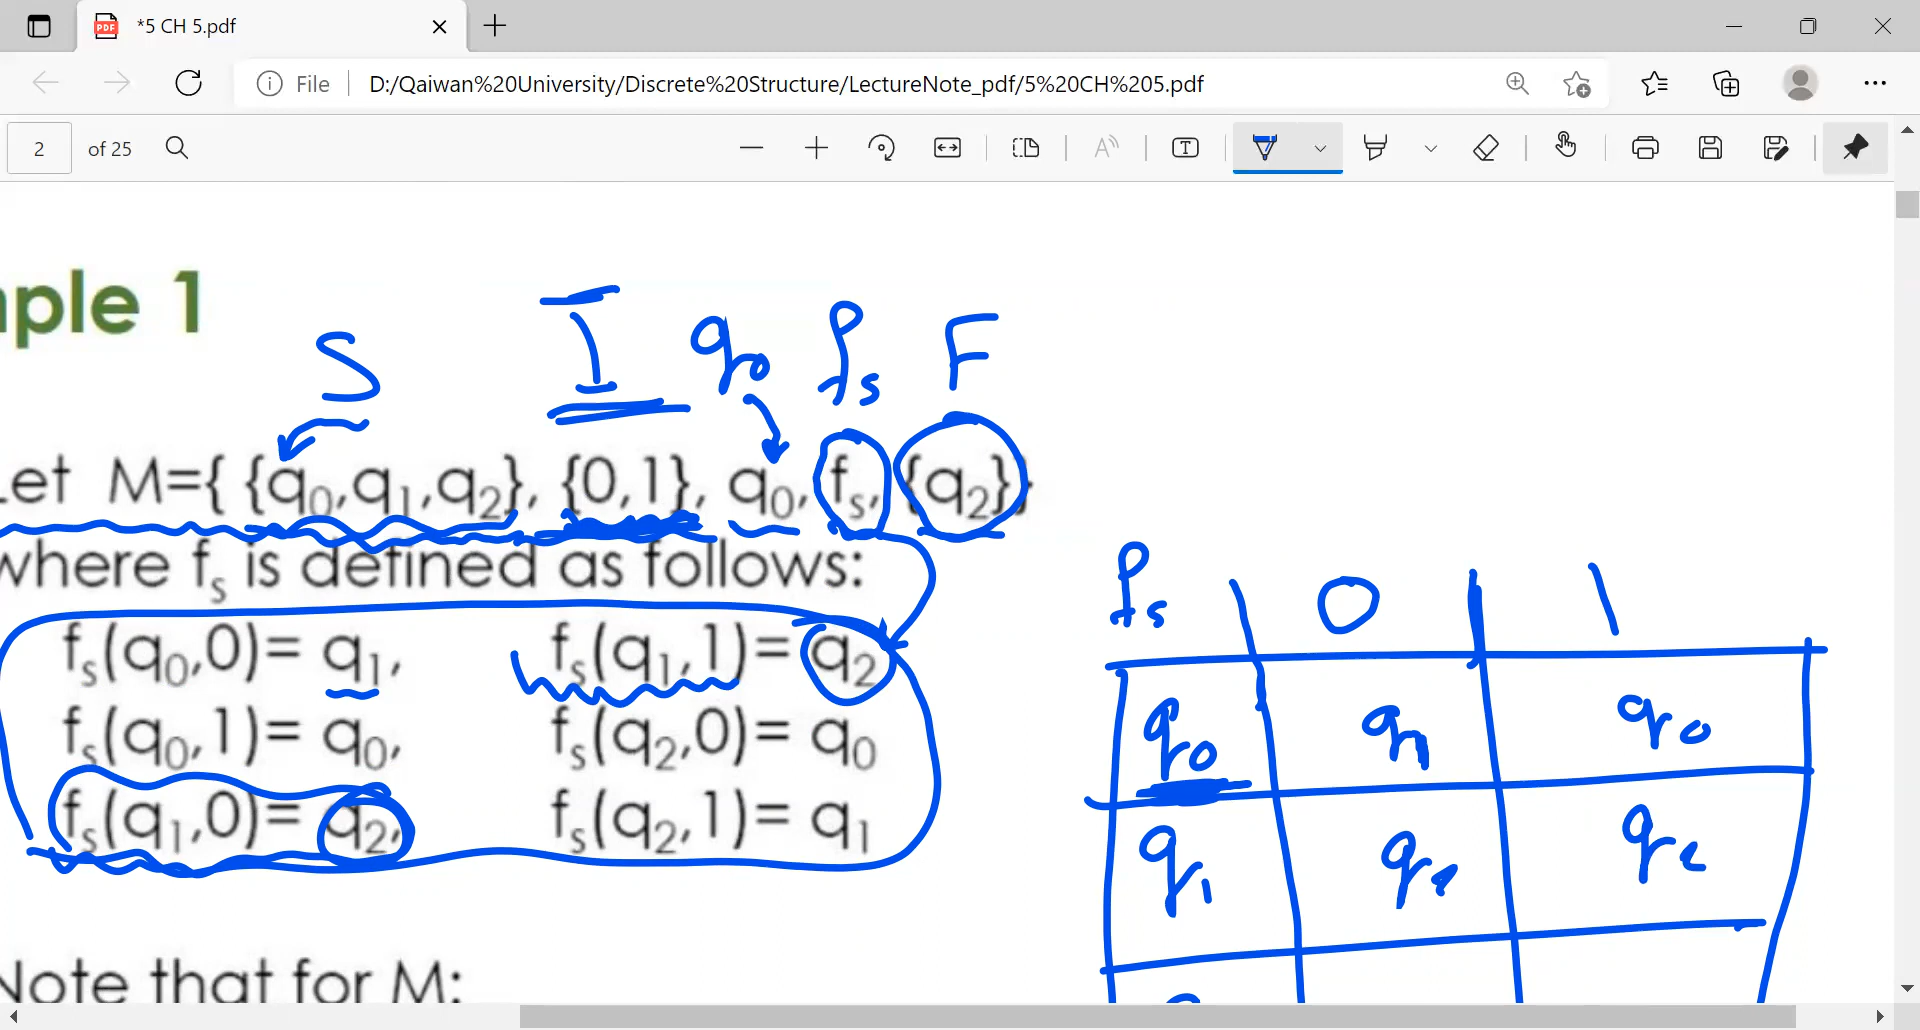 *5 CH 5.pdf
File D:/Qaiwan%20University/Discrete%20Structure/LectureNote_pdf/5%20CH%205.pdf
2 of 25
ple 1
S I q0 fs F
et M={ {q0,q1,q2}, {0,1}, q0, fs, {q2}}
where fs is defined as follows:
fs(q0,0)= q1, fs(q1,1)= q2
fs(q0,1)= q0, fs(q2,0)= q0
fs(q1,0)= q2, fs(q2,1)= q1
fs 0 1
q0 q1 q0
q1 q2 q2
Note that for M: